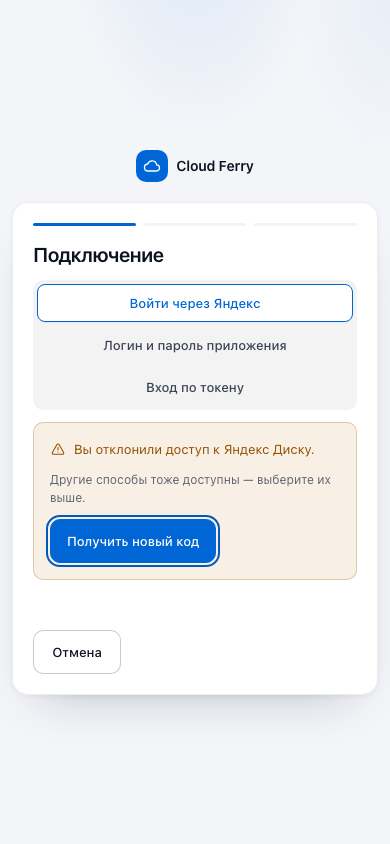 Cloud Ferry
Подключение
Войти через Яндекс
Логин и пароль приложения
Вход по токену
Вы отклонили доступ к Яндекс Диску.
Другие способы тоже доступны — выберите их
выше.
Получить новый код
Отмена